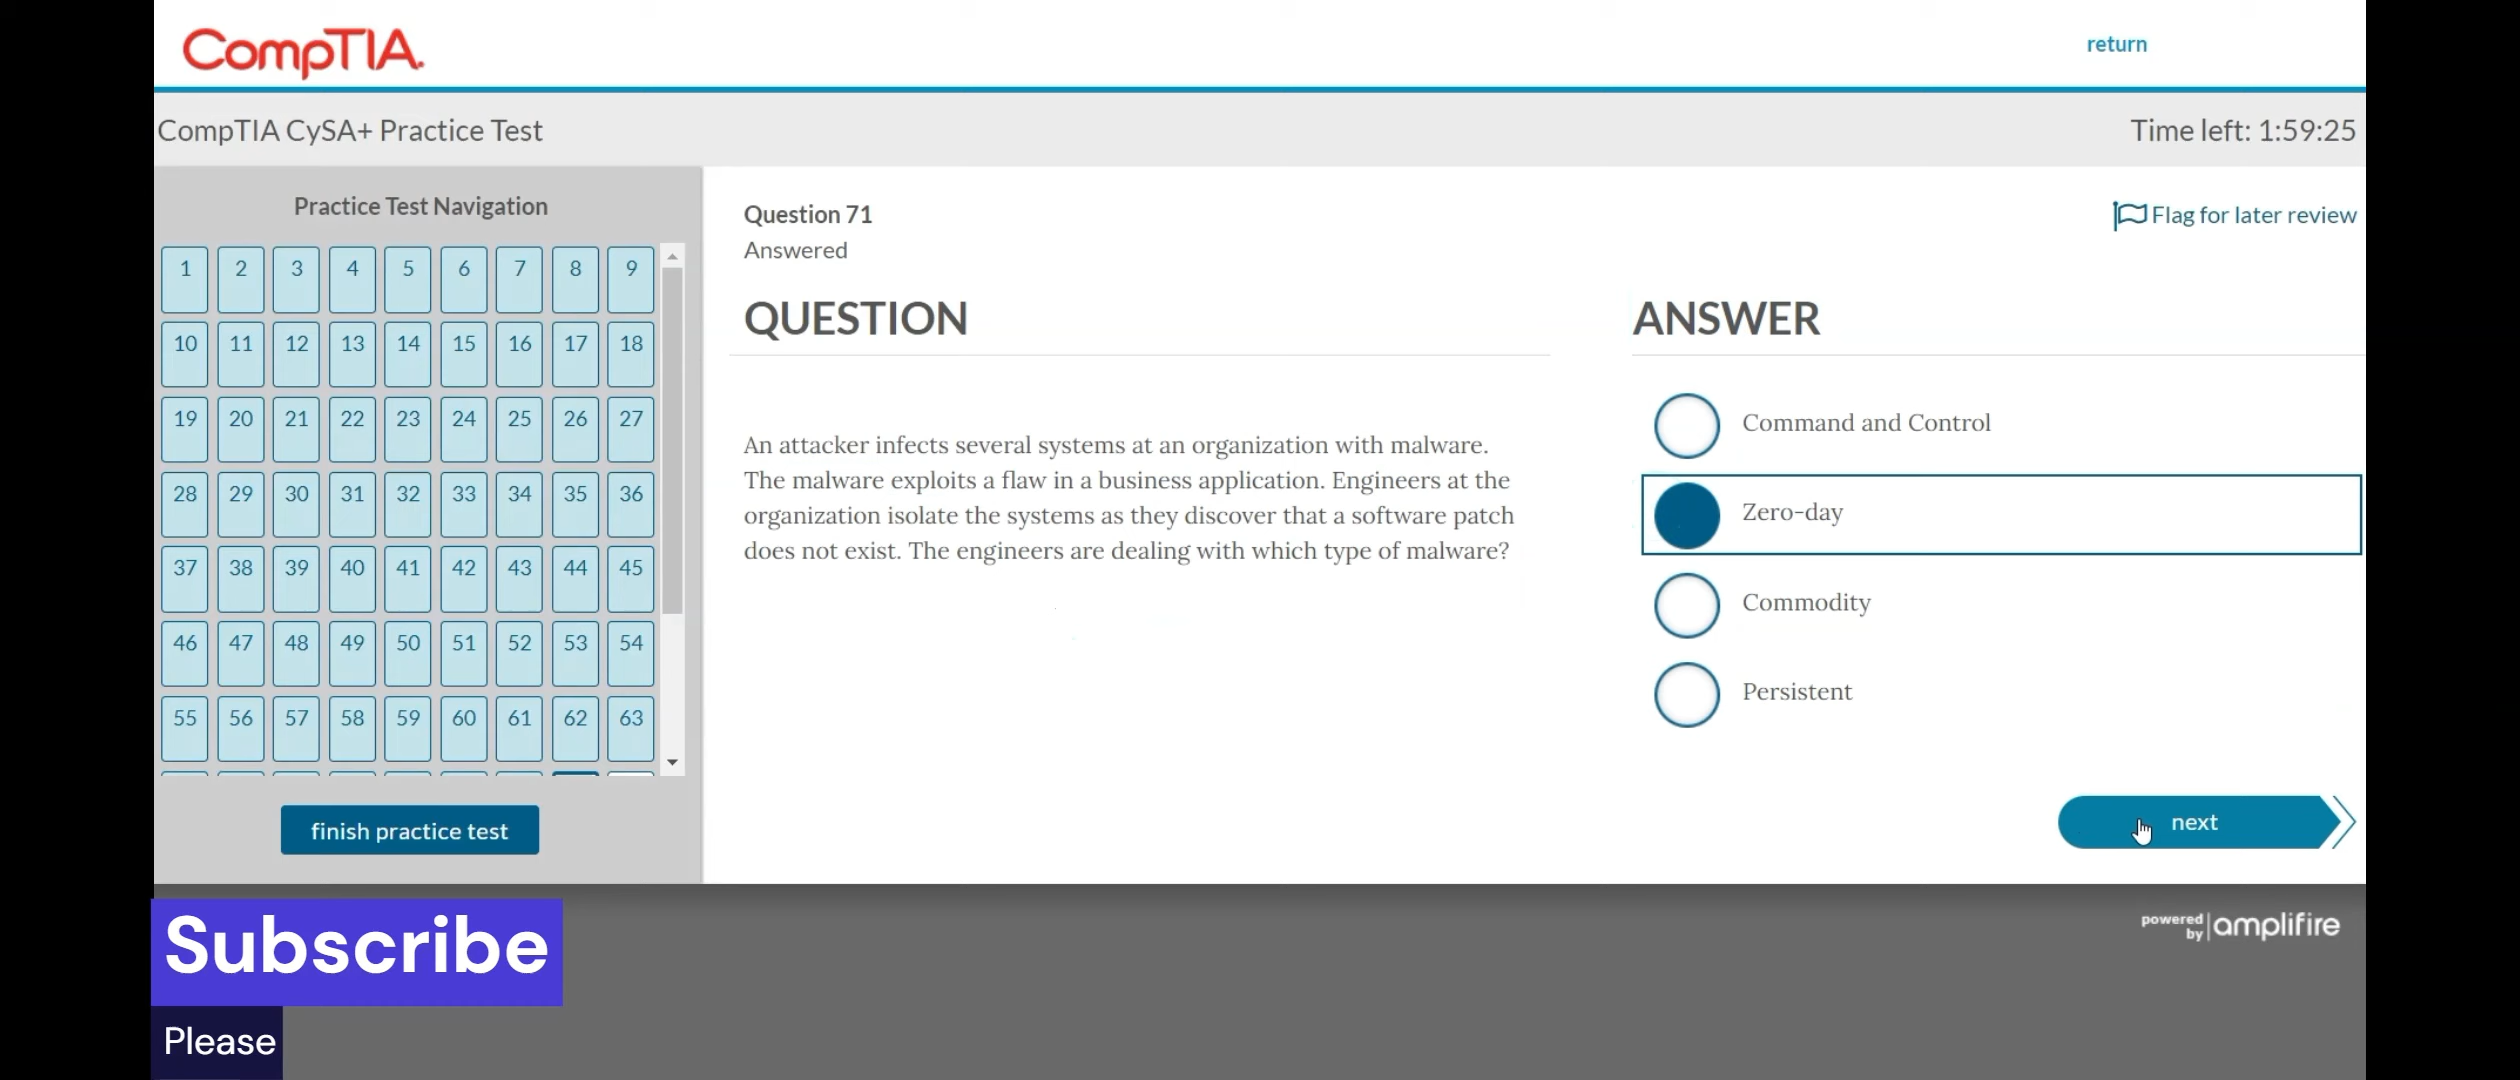 CompTIA.
return
CompTIA CySA+ Practice Test
Time left: 1:59:25
Practice Test Navigation
1 2 3 4 5 6 7 8 9
10 11 12 13 14 15 16 17 18
19 20 21 22 23 24 25 26 27
28 29 30 31 32 33 34 35 36
37 38 39 40 41 42 43 44 45
46 47 48 49 50 51 52 53 54
55 56 57 58 59 60 61 62 63
finish practice test
Question 71
Answered
Flag for later review
QUESTION
An attacker infects several systems at an organization with malware.
The malware exploits a flaw in a business application. Engineers at the
organization isolate the systems as they discover that a software patch
does not exist. The engineers are dealing with which type of malware?
ANSWER
Command and Control
Zero-day
Commodity
Persistent
next
powered
by
amplifire
Subscribe
Please